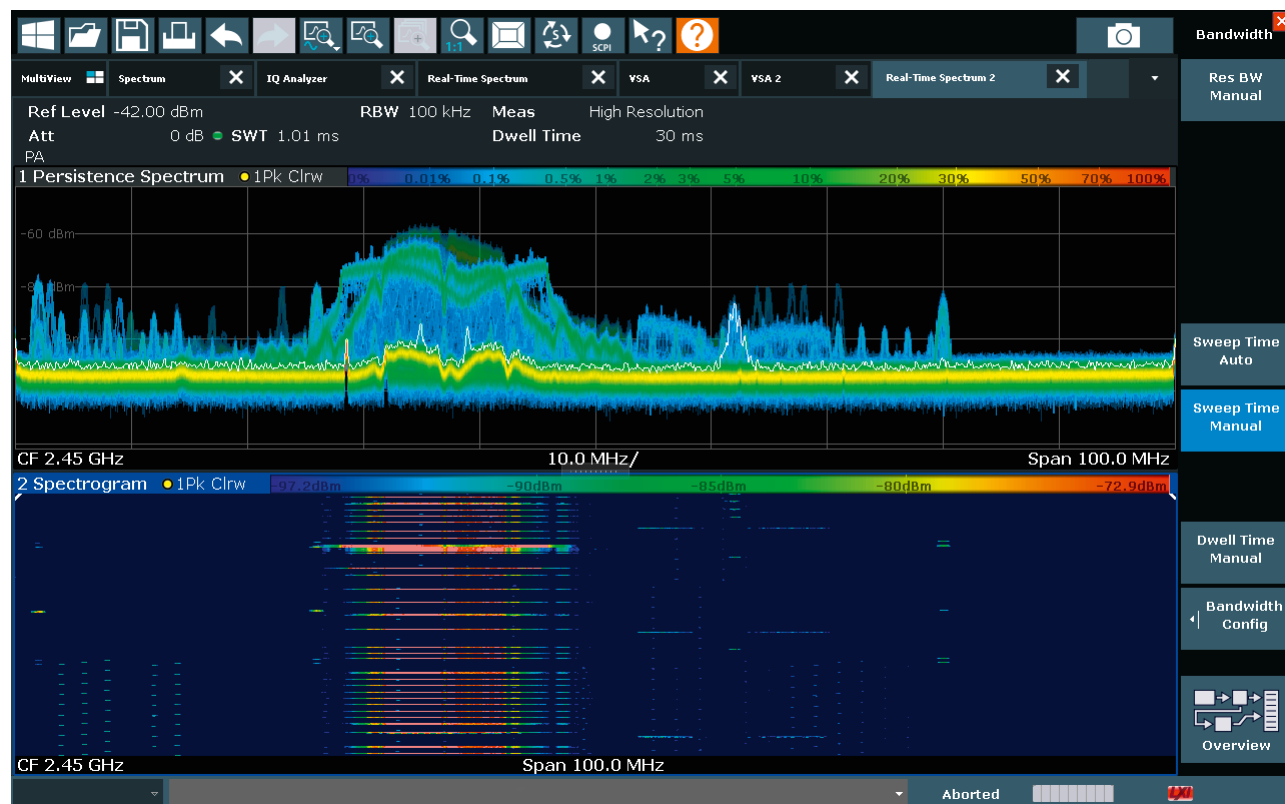 1:1
SCPI
?
?
Bandwidth
MultiView Spectrum IQ Analyzer Real-Time Spectrum VSA VSA 2 Real-Time Spectrum 2
Res BW
Manual
Ref Level -42.00 dBm RBW 100 kHz Meas High Resolution
Att 0 dB SWT 1.01 ms Dwell Time 30 ms
PA
1 Persistence Spectrum 1Pk Clrw 0% 0.01% 0.1% 0.5% 1% 2% 3% 5% 10% 20% 30% 50% 70% 100%
-60 dBm
CF 2.45 GHz 10.0 MHz/ Span 100.0 MHz
2 Spectrogram 1Pk Clrw -97.2dBm -90dBm -85dBm -80dBm -72.9dBm
CF 2.45 GHz Span 100.0 MHz
Sweep Time
Auto
Sweep Time
Manual
Dwell Time
Manual
Bandwidth
Config
Overview
Aborted LXI